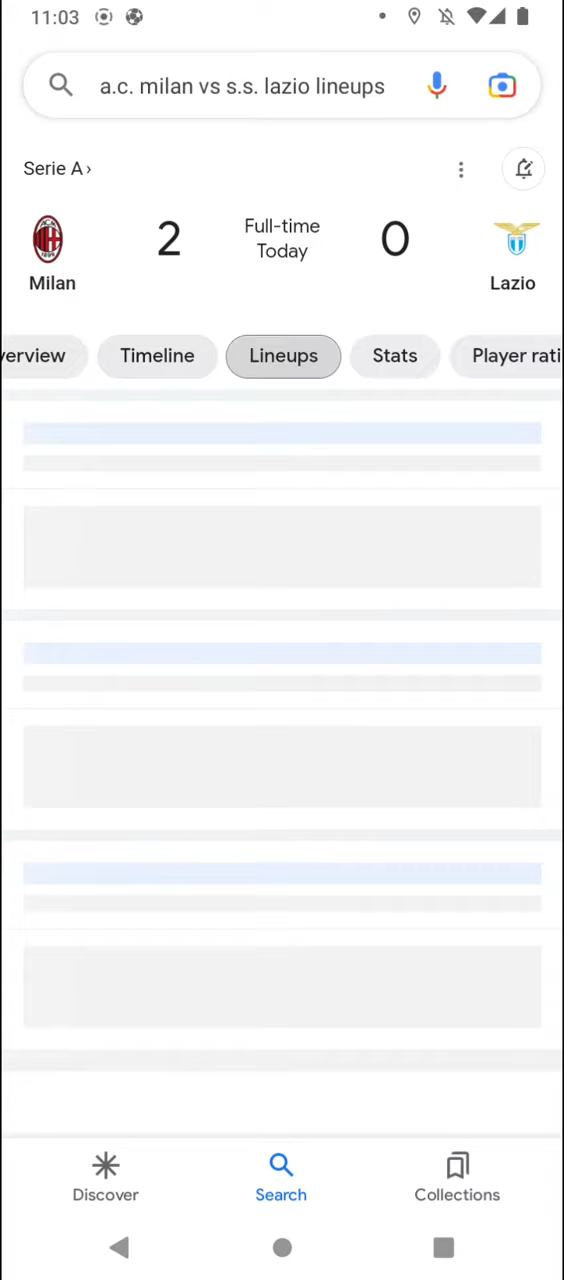 11:03
a.c. milan vs s.s. lazio lineups
Serie A ›
2 Full-time 0
Today
Milan Lazio
verview Timeline Lineups Stats Player rati
Discover Search Collections